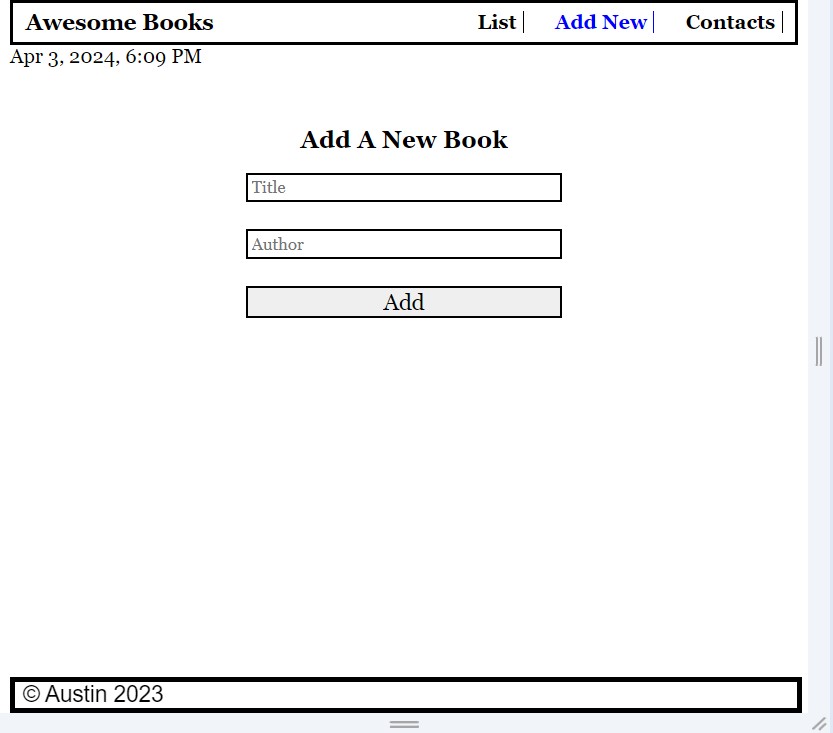 Awesome Books List Add New Contacts
Apr 3, 2024, 6:09 PM
Add A New Book
Title
Author
Add
© Austin 2023